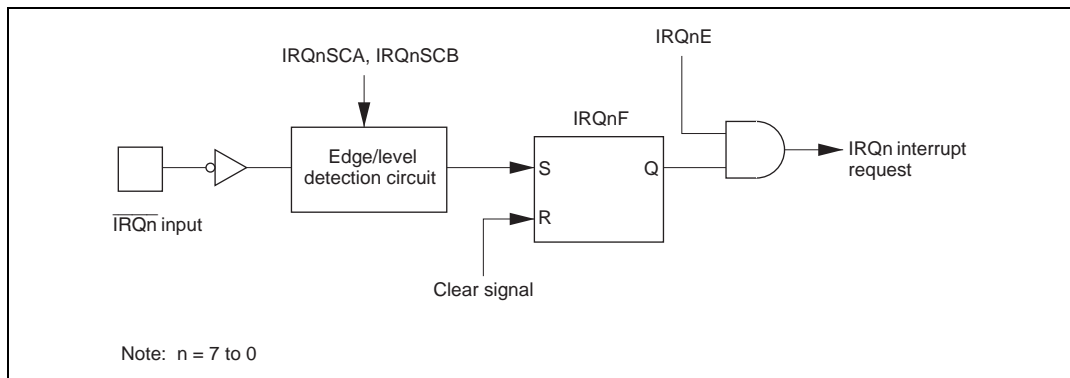 IRQnE
IRQnSCA, IRQnSCB
IRQnF
Edge/level
detection circuit
S
Q
R
IRQn interrupt
request
IRQn input
Clear signal
Note: n = 7 to 0